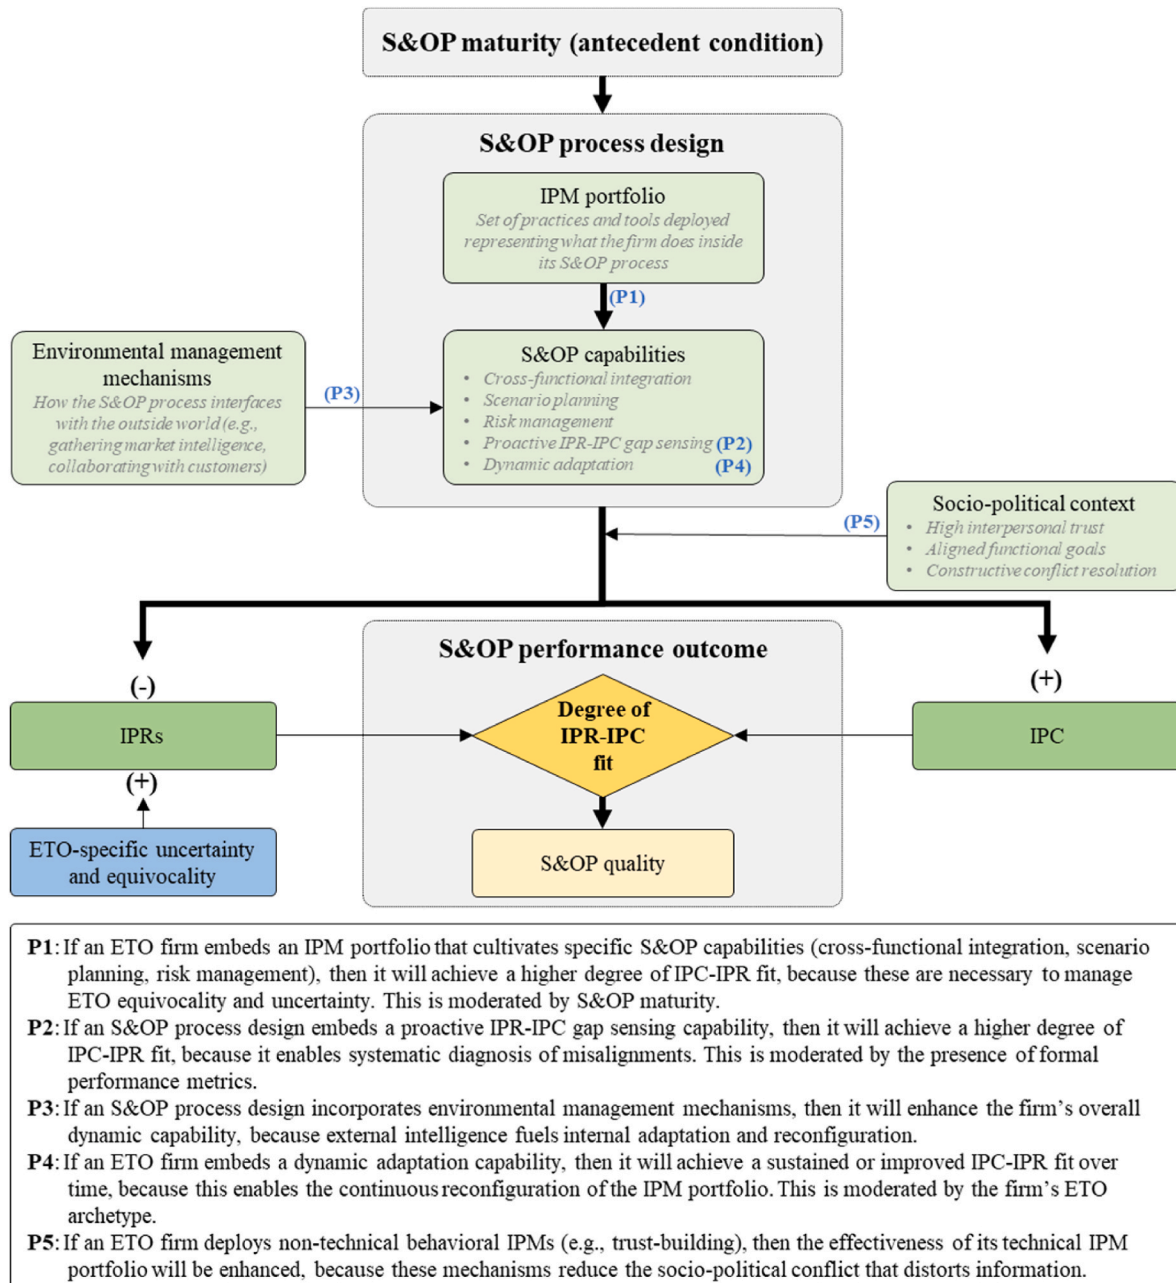 S&OP maturity (antecedent condition)
S&OP process design
IPM portfolio
Set of practices and tools deployed
representing what the firm does inside
its S&OP process
(P1)
Environmental management
mechanisms
How the S&OP process interfaces
with the outside world (e.g.,
gathering market intelligence,
collaborating with customers)
(P3)
S&OP capabilities
• Cross-functional integration
• Scenario planning
• Risk management
• Proactive IPR-IPC gap sensing (P2)
• Dynamic adaptation (P4)
(P5)
Socio-political context
• High interpersonal trust
• Aligned functional goals
• Constructive conflict resolution
S&OP performance outcome
(-)
(+)
IPRs
Degree of
IPR-IPC
fit
IPC
(+)
ETO-specific uncertainty
and equivocality
S&OP quality
P1: If an ETO firm embeds an IPM portfolio that cultivates specific S&OP capabilities (cross-functional integration, scenario
planning, risk management), then it will achieve a higher degree of IPC-IPR fit, because these are necessary to manage
ETO equivocality and uncertainty. This is moderated by S&OP maturity.
P2: If an S&OP process design embeds a proactive IPR-IPC gap sensing capability, then it will achieve a higher degree of
IPC-IPR fit, because it enables systematic diagnosis of misalignments. This is moderated by the presence of formal
performance metrics.
P3: If an S&OP process design incorporates environmental management mechanisms, then it will enhance the firm's overall
dynamic capability, because external intelligence fuels internal adaptation and reconfiguration.
P4: If an ETO firm embeds a dynamic adaptation capability, then it will achieve a sustained or improved IPC-IPR fit over
time, because this enables the continuous reconfiguration of the IPM portfolio. This is moderated by the firm's ETO
archetype.
P5: If an ETO firm deploys non-technical behavioral IPMs (e.g., trust-building), then the effectiveness of its technical IPM
portfolio will be enhanced, because these mechanisms reduce the socio-political conflict that distorts information.